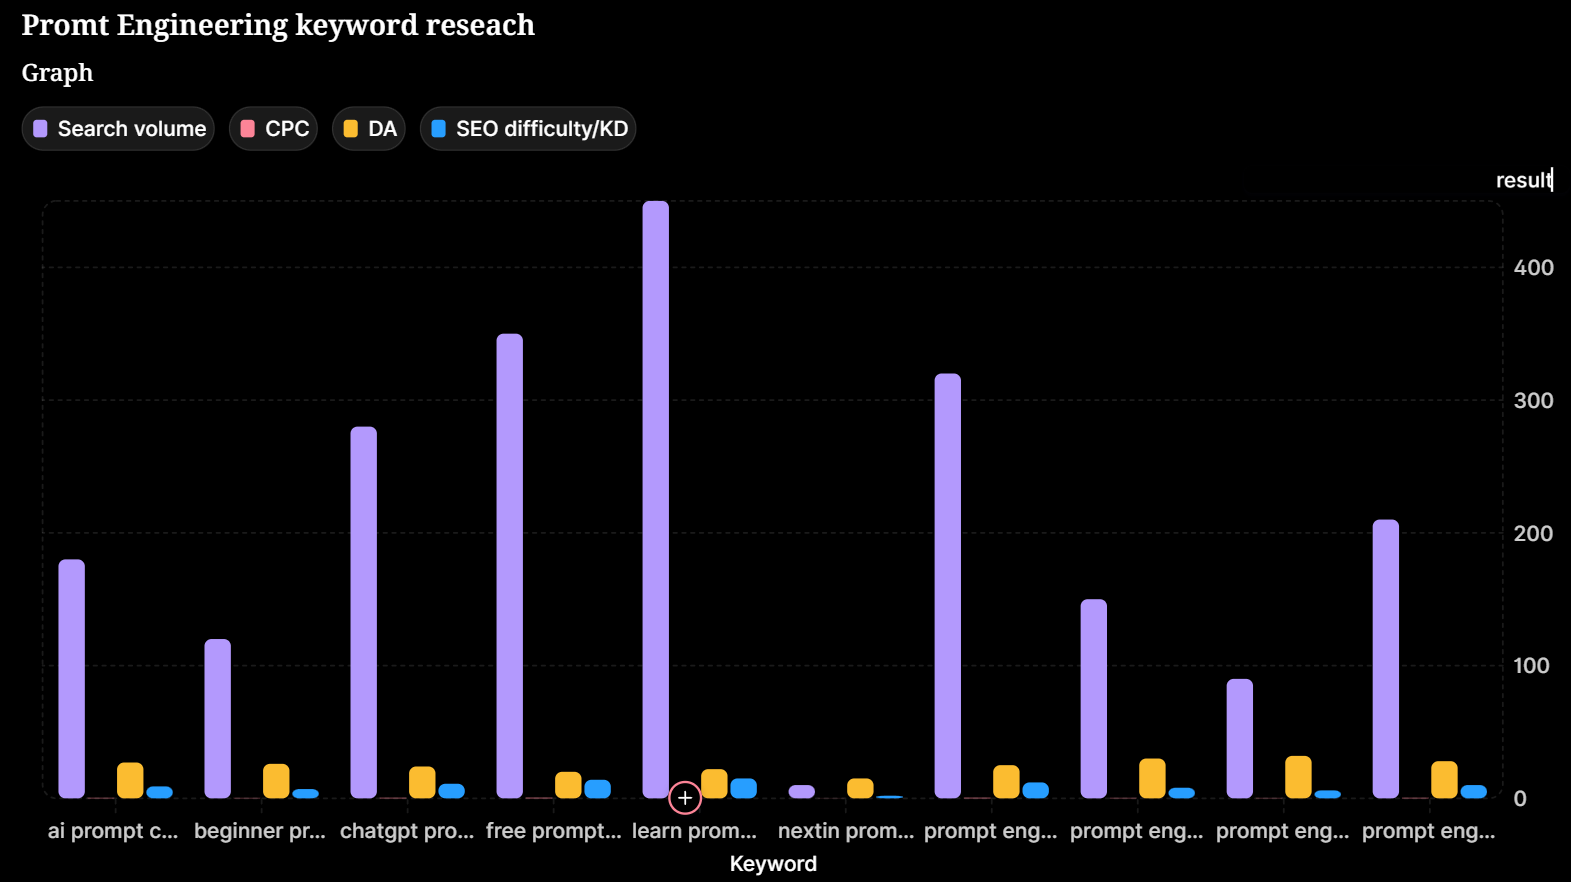 Promt Engineering keyword reseach
Graph
Search volume CPC DA SEO difficulty/KD
result
400
300
200
100
0
ai prompt c... beginner pr... chatgpt pro... free prompt... learn prom... nextin prom... prompt eng... prompt eng... prompt eng... prompt eng...
Keyword